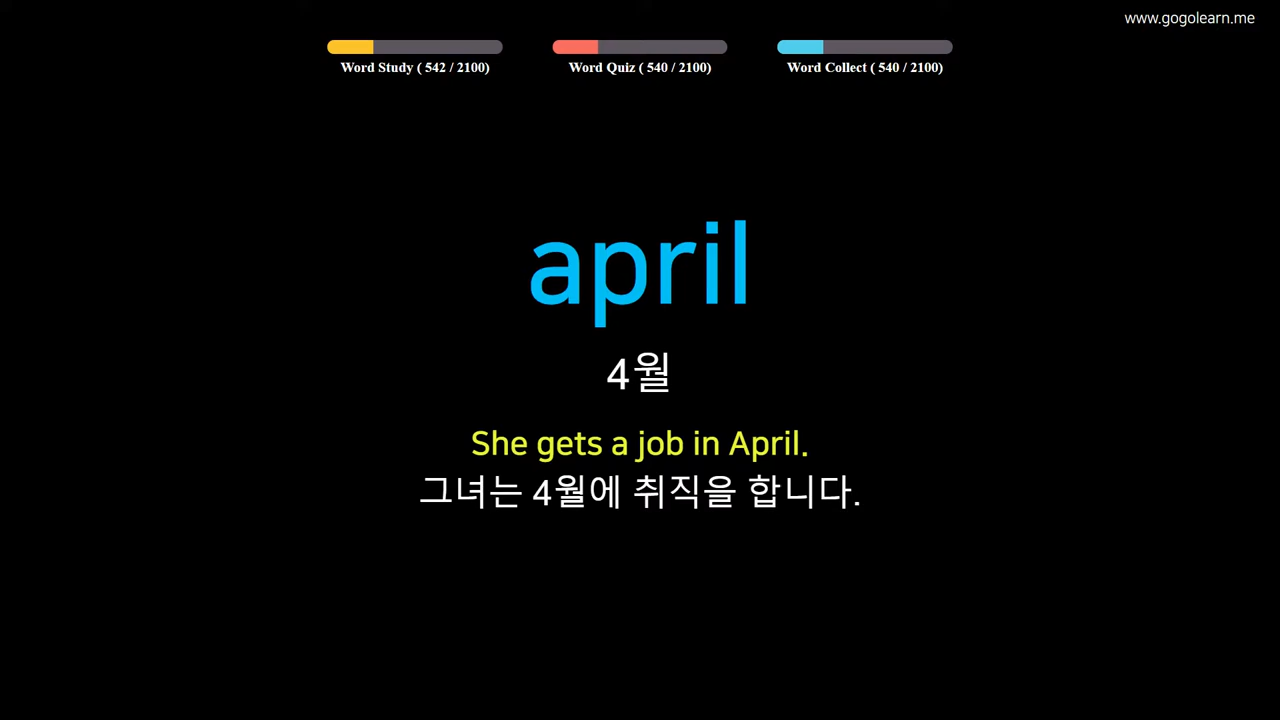 www.gogolearn.me
Word Study ( 542 / 2100)
Word Quiz ( 540 / 2100)
Word Collect ( 540 / 2100)
april
4월
She gets a job in April.
그녀는 4월에 취직을 합니다.